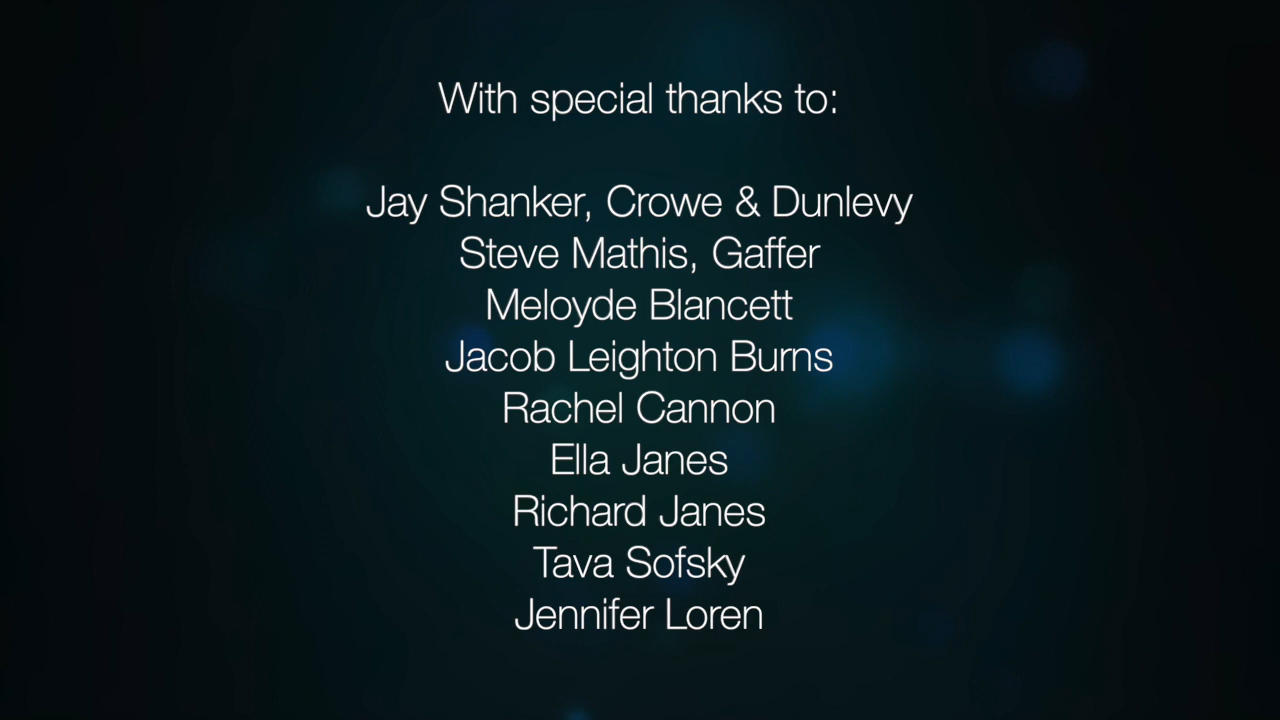 With special thanks to:
Jay Shanker, Crowe & Dunlevy
Steve Mathis, Gaffer
Meloyde Blancett
Jacob Leighton Burns
Rachel Cannon
Ella Janes
Richard Janes
Tava Sofsky
Jennifer Loren